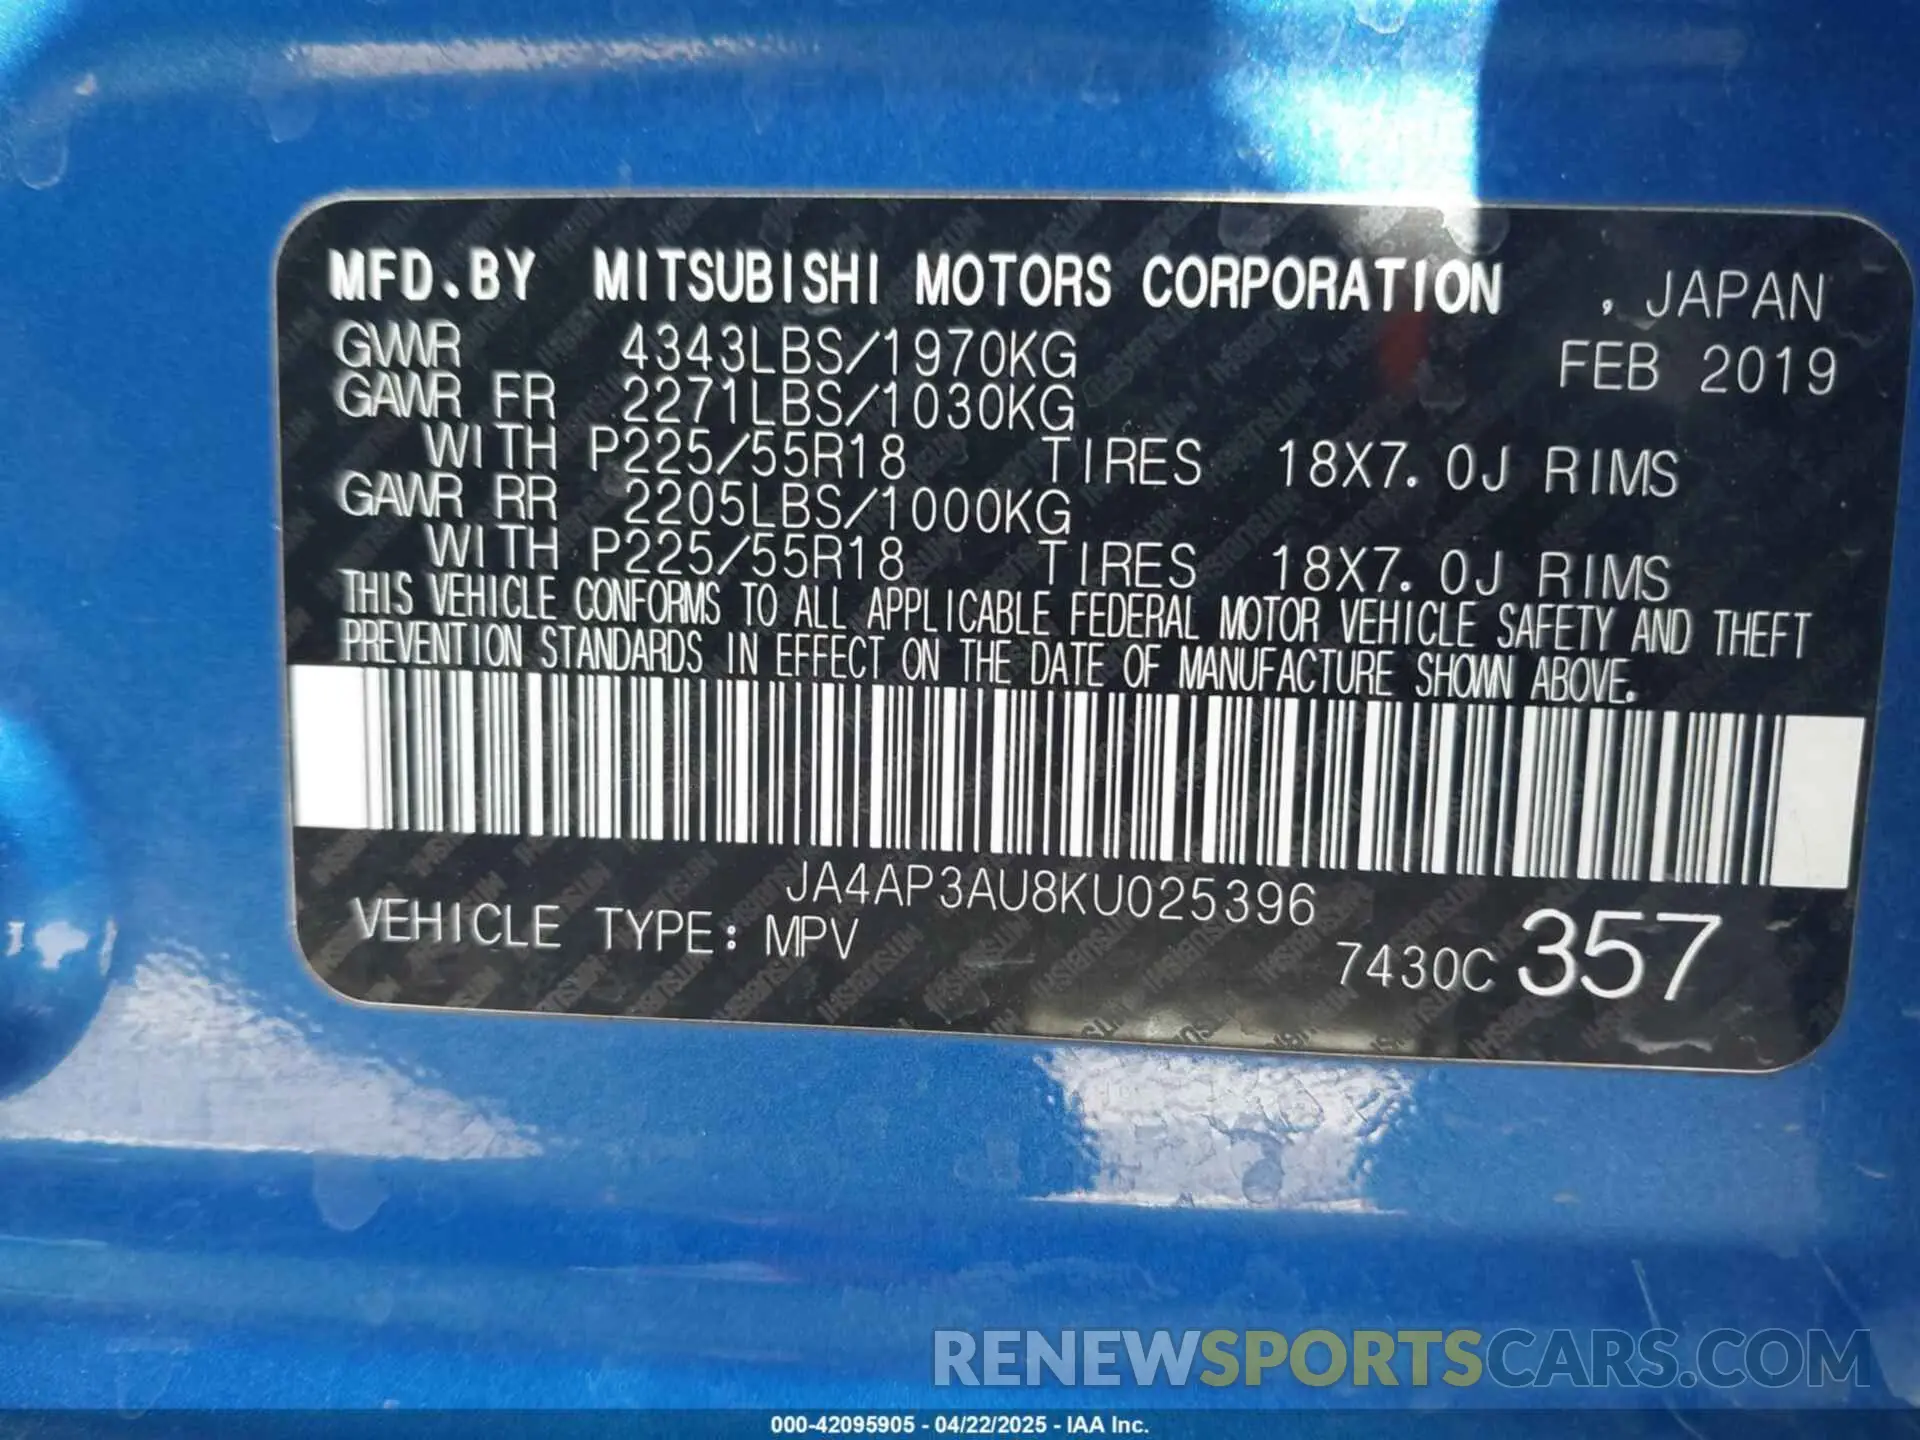 MFD.BY MITSUBISHI MOTORS CORPORATION , JAPAN
GVWR 4343LBS/1970KG FEB 2019
GAWR FR 2271LBS/1030KG
WITH P225/55R18 TIRES 18X7.0J RIMS
GAWR RR 2205LBS/1000KG
WITH P225/55R18 TIRES 18X7.0J RIMS
THIS VEHICLE CONFORMS TO ALL APPLICABLE FEDERAL MOTOR VEHICLE SAFETY AND THEFT
PREVENTION STANDARDS IN EFFECT ON THE DATE OF MANUFACTURE SHOWN ABOVE.
JA4AP3AU8KU025396
VEHICLE TYPE: MPV 7430C 357
RENEWSPORTSCARS.COM
000-42095905 - 04/22/2025 - IAA Inc.